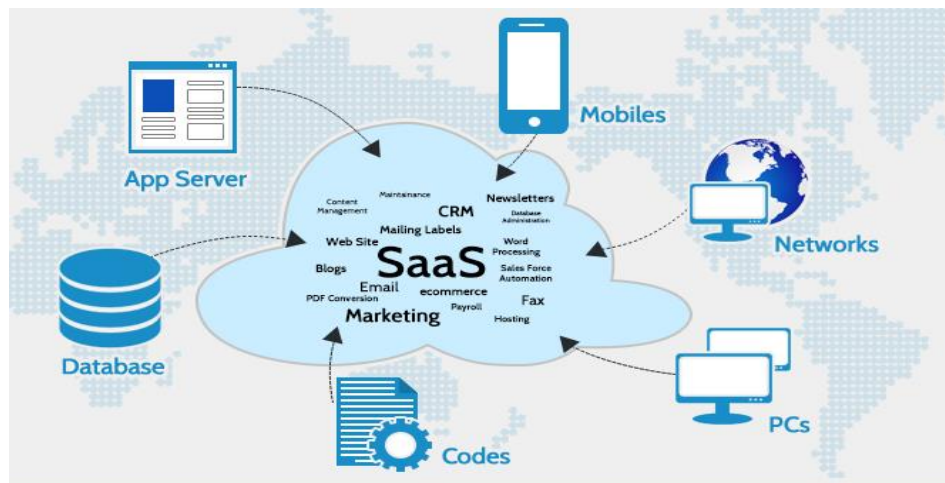 Mobiles
App Server
Content
Management
Maintainance
CRM
Newsletters
Database
Administration
Mailing Labels
Web Site
Word
Processing
SaaS
Blogs
Sales Force
Automation
Email
ecommerce
PDF Conversion
Payroll
Fax
Marketing
Hosting
Networks
Database
PCs
Codes